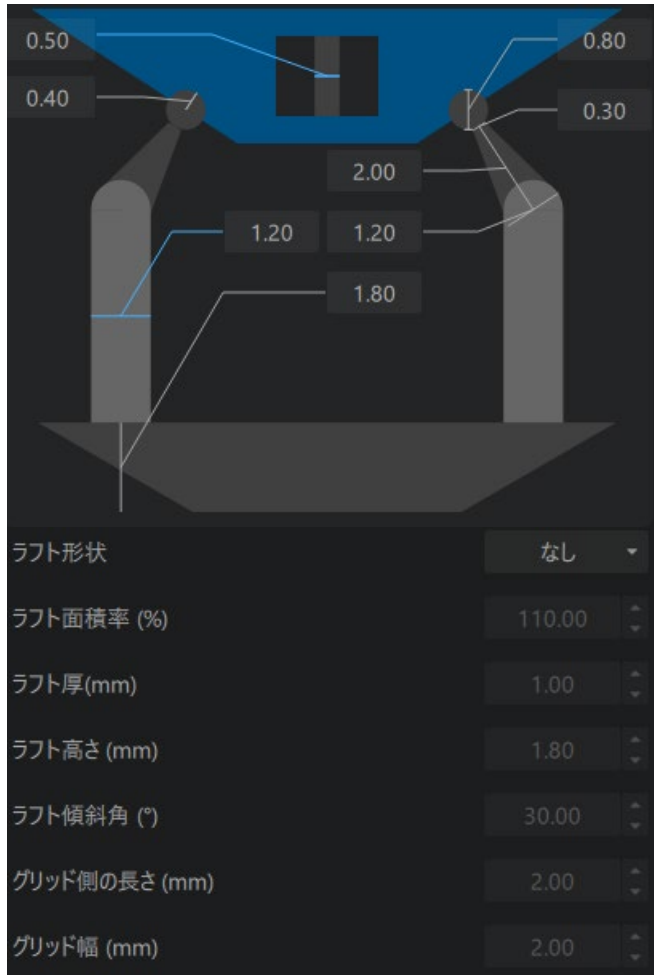 0.50
0.80
0.40
0.30
2.00
1.20
1.20
1.80
ラフト形状
なし
ラフト面積率 (%)
110.00
ラフト厚(mm)
1.00
ラフト高さ (mm)
1.80
ラフト傾斜角 (°)
30.00
グリッド側の長さ (mm)
2.00
グリッド幅 (mm)
2.00